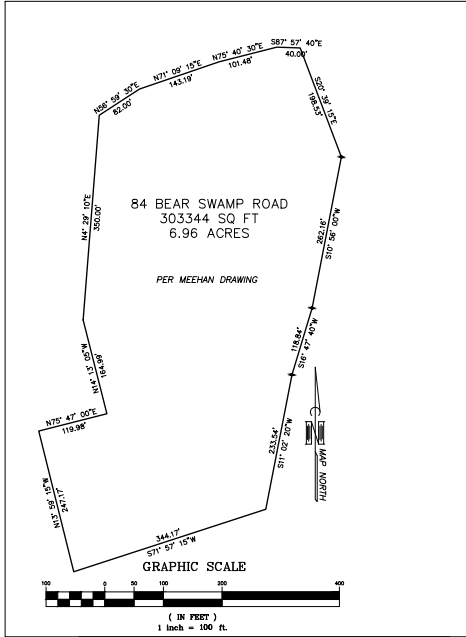 S87° 57' 40"E
40.00'
N75° 40' 30"E
101.48'
N71° 09' 15"E
143.19'
N56° 59' 30"E
82.00'
S20° 39' 15"E
198.53'
N4° 29' 10"E
350.00'
84 BEAR SWAMP ROAD
303344 SQ FT
6.96 ACRES
PER MEEHAN DRAWING
262.16'
S10° 56' 00"W
118.84'
S16° 47' 40"W
N14° 13' 05"W
164.99'
N75° 47' 00"E
119.98'
233.54'
S11° 02' 20"W
MAP NORTH
N13° 59' 15"W
247.17'
344.17'
S71° 57' 15"W
GRAPHIC SCALE
100 0 50 100 200 400
( IN FEET )
1 inch = 100 ft.